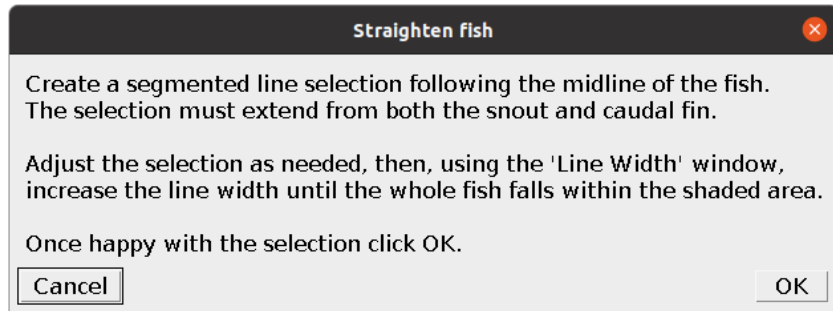 Straighten fish
Create a segmented line selection following the midline of the fish.
The selection must extend from both the snout and caudal fin.
Adjust the selection as needed, then, using the 'Line Width' window,
increase the line width until the whole fish falls within the shaded area.
Once happy with the selection click OK.
Cancel
OK